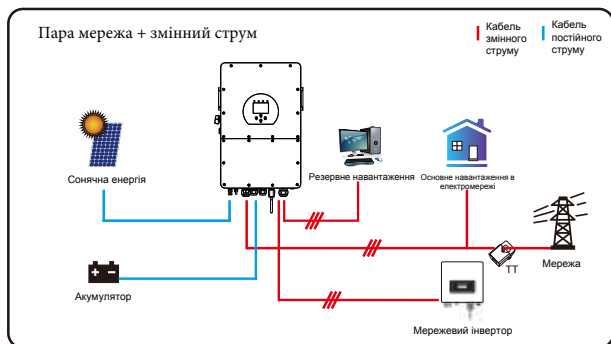 Пара мережа + змінний струм
Кабель
змінного
струму
Кабель
постійного
струму
Сонячна енергія
Резервне навантаження
Основне навантаження в
електромережі
ТТ
Мережа
Акумулятор
Мережевий інвертор